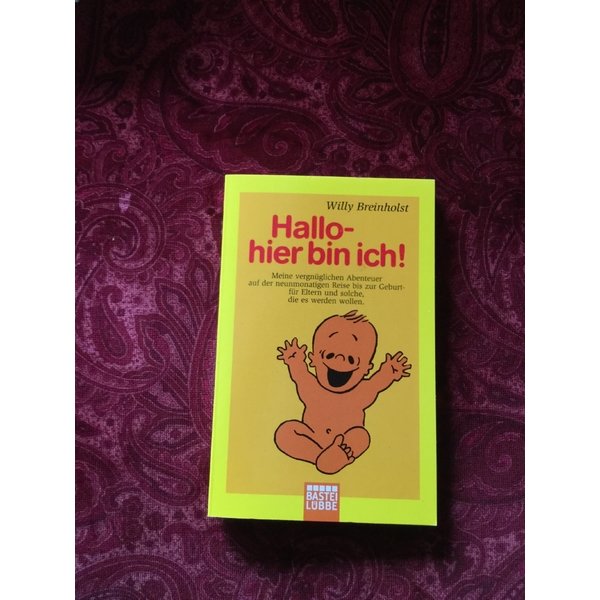 Willy Breinholst
Hallo-
hier bin ich!
Meine vergnüglichen Abenteuer
auf der neunmonatigen Reise bis zur Geburt-
für Eltern und solche,
die es werden wollen.
BASTEI
LÜBBE